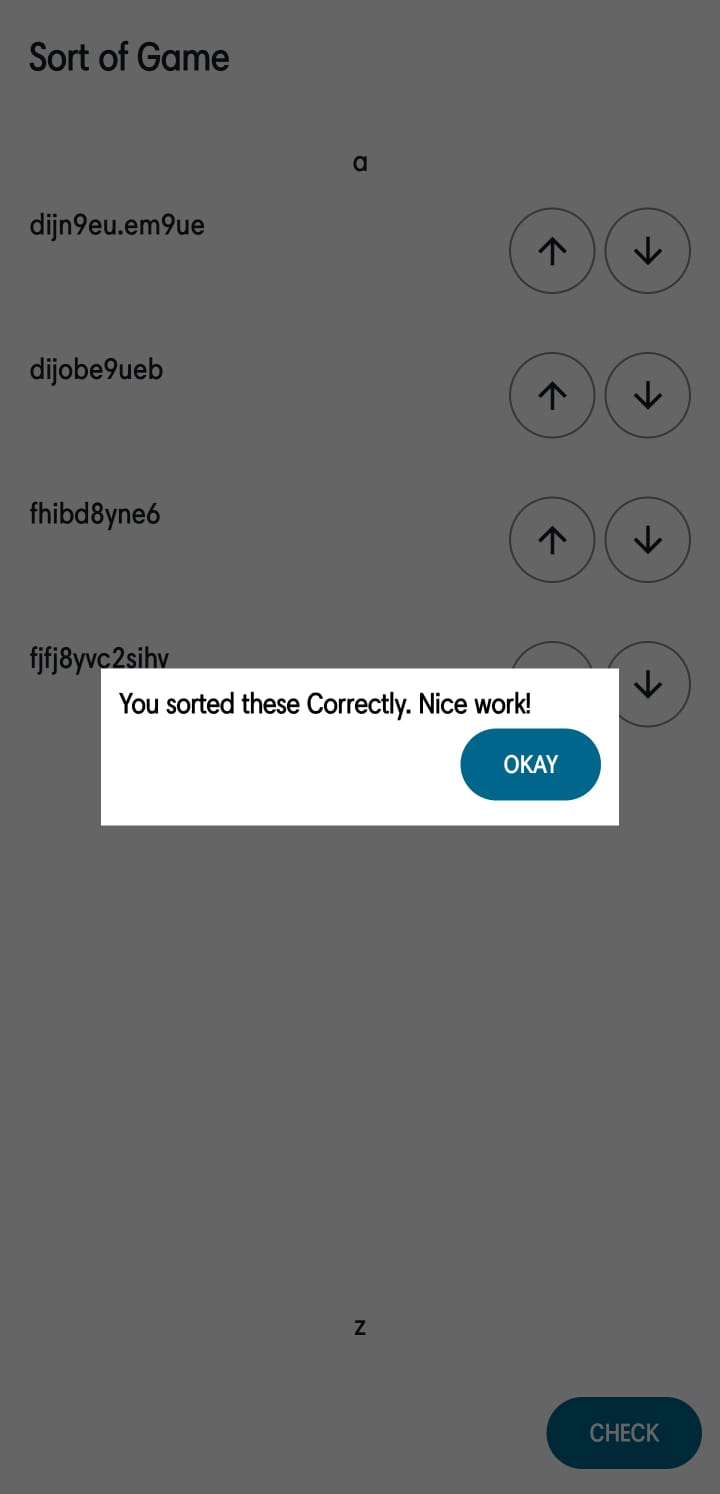 Sort of Game
a
dijn9eu.em9ue
dijobe9ueb
fhibd8yne6
fjfj8yvc2sihv
You sorted these Correctly. Nice work!
OKAY
z
CHECK